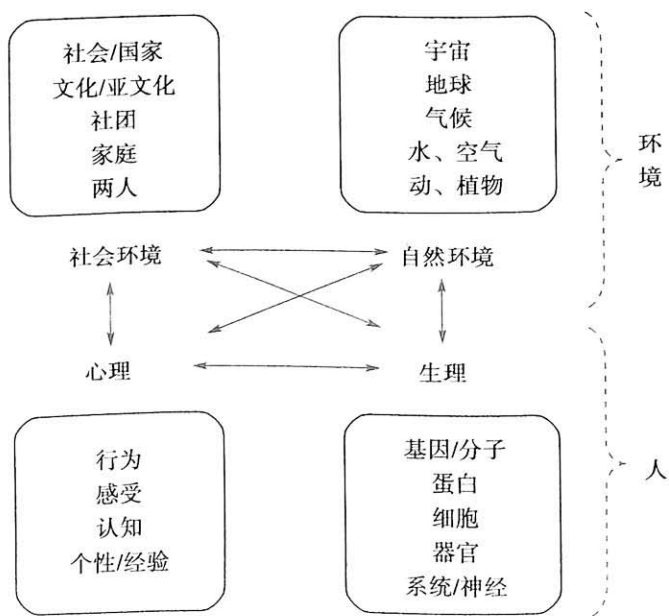 社会/国家
文化/亚文化
社团
家庭
两人
宇宙
地球
气候
水、空气
动、植物
环境
社会环境
自然环境
心理
生理
行为
感受
认知
个性/经验
基因/分子
蛋白
细胞
器官
系统/神经
人